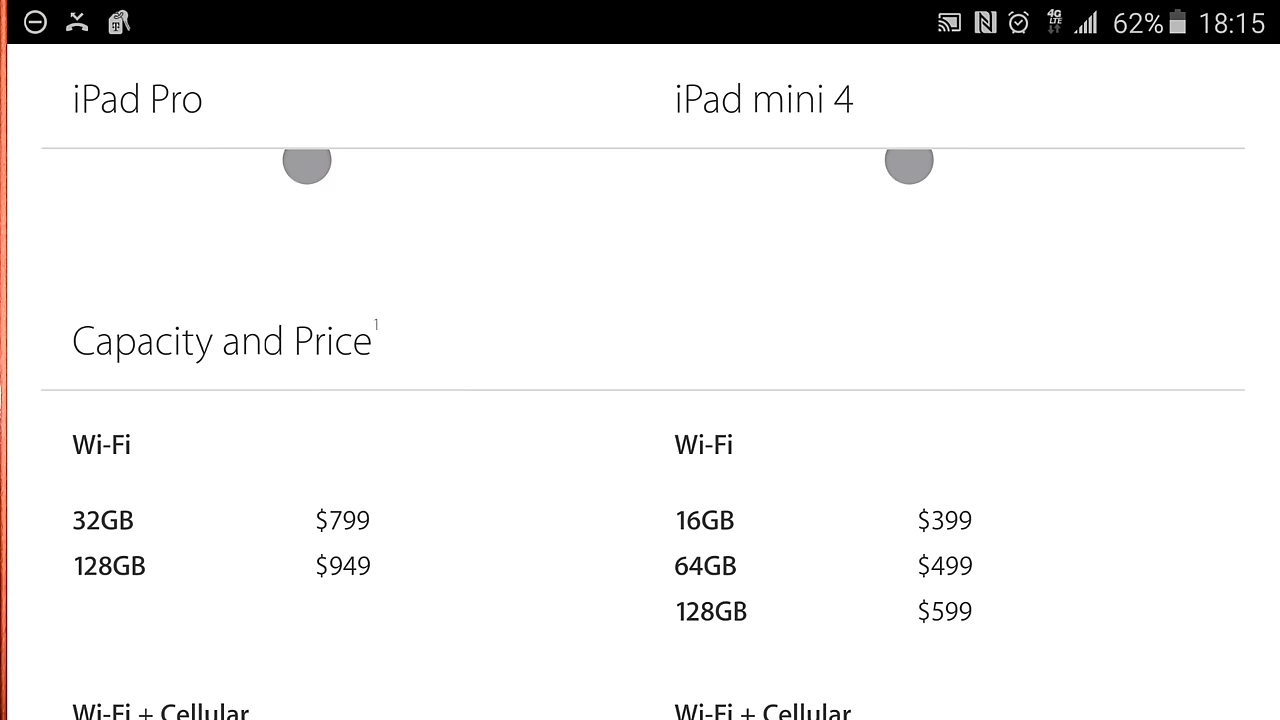 62% 18:15
iPad Pro iPad mini 4
Capacity and Price1
Wi-Fi Wi-Fi
32GB $799 16GB $399
128GB $949 64GB $499
128GB $599
Wi-Fi + Cellular Wi-Fi + Cellular